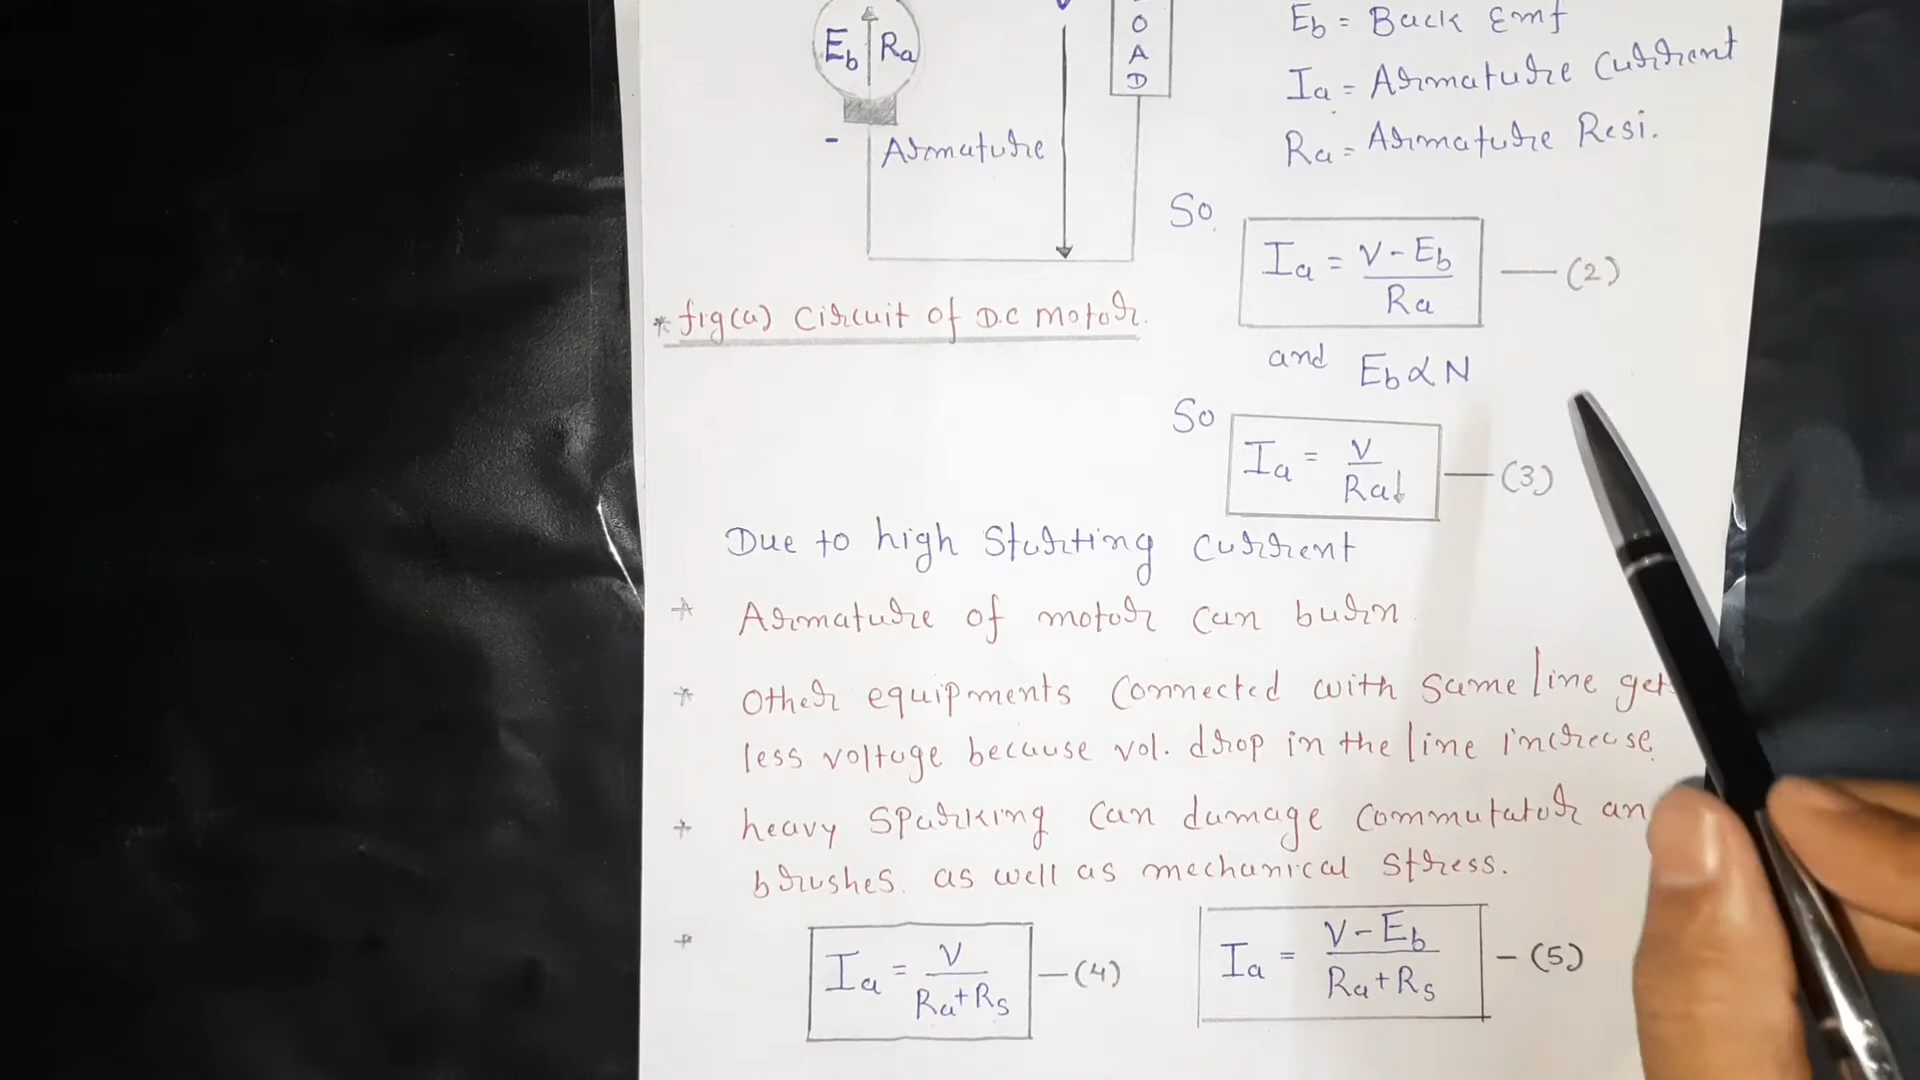 O
A
D
Eb Ra
-
Armature
* fig(a) Circuit of D.C motor.
Eb = Back Emf
Ia = Armature Current
Ra = Armature Resi.
So
Ia = V - Eb / Ra — (2)
and Eb ∝ N
So
Ia = V / Ra↓ — (3)
Due to high Starting Current
* Armature of motor can burn.
* Other equipments Connected with same line get
less voltage because vol. drop in the line increase.
* heavy Sparking can damage Commutator an
brushes. as well as mechanical stress.
* Ia = V / Ra + Rs — (4) Ia = V - Eb / Ra + Rs - (5)